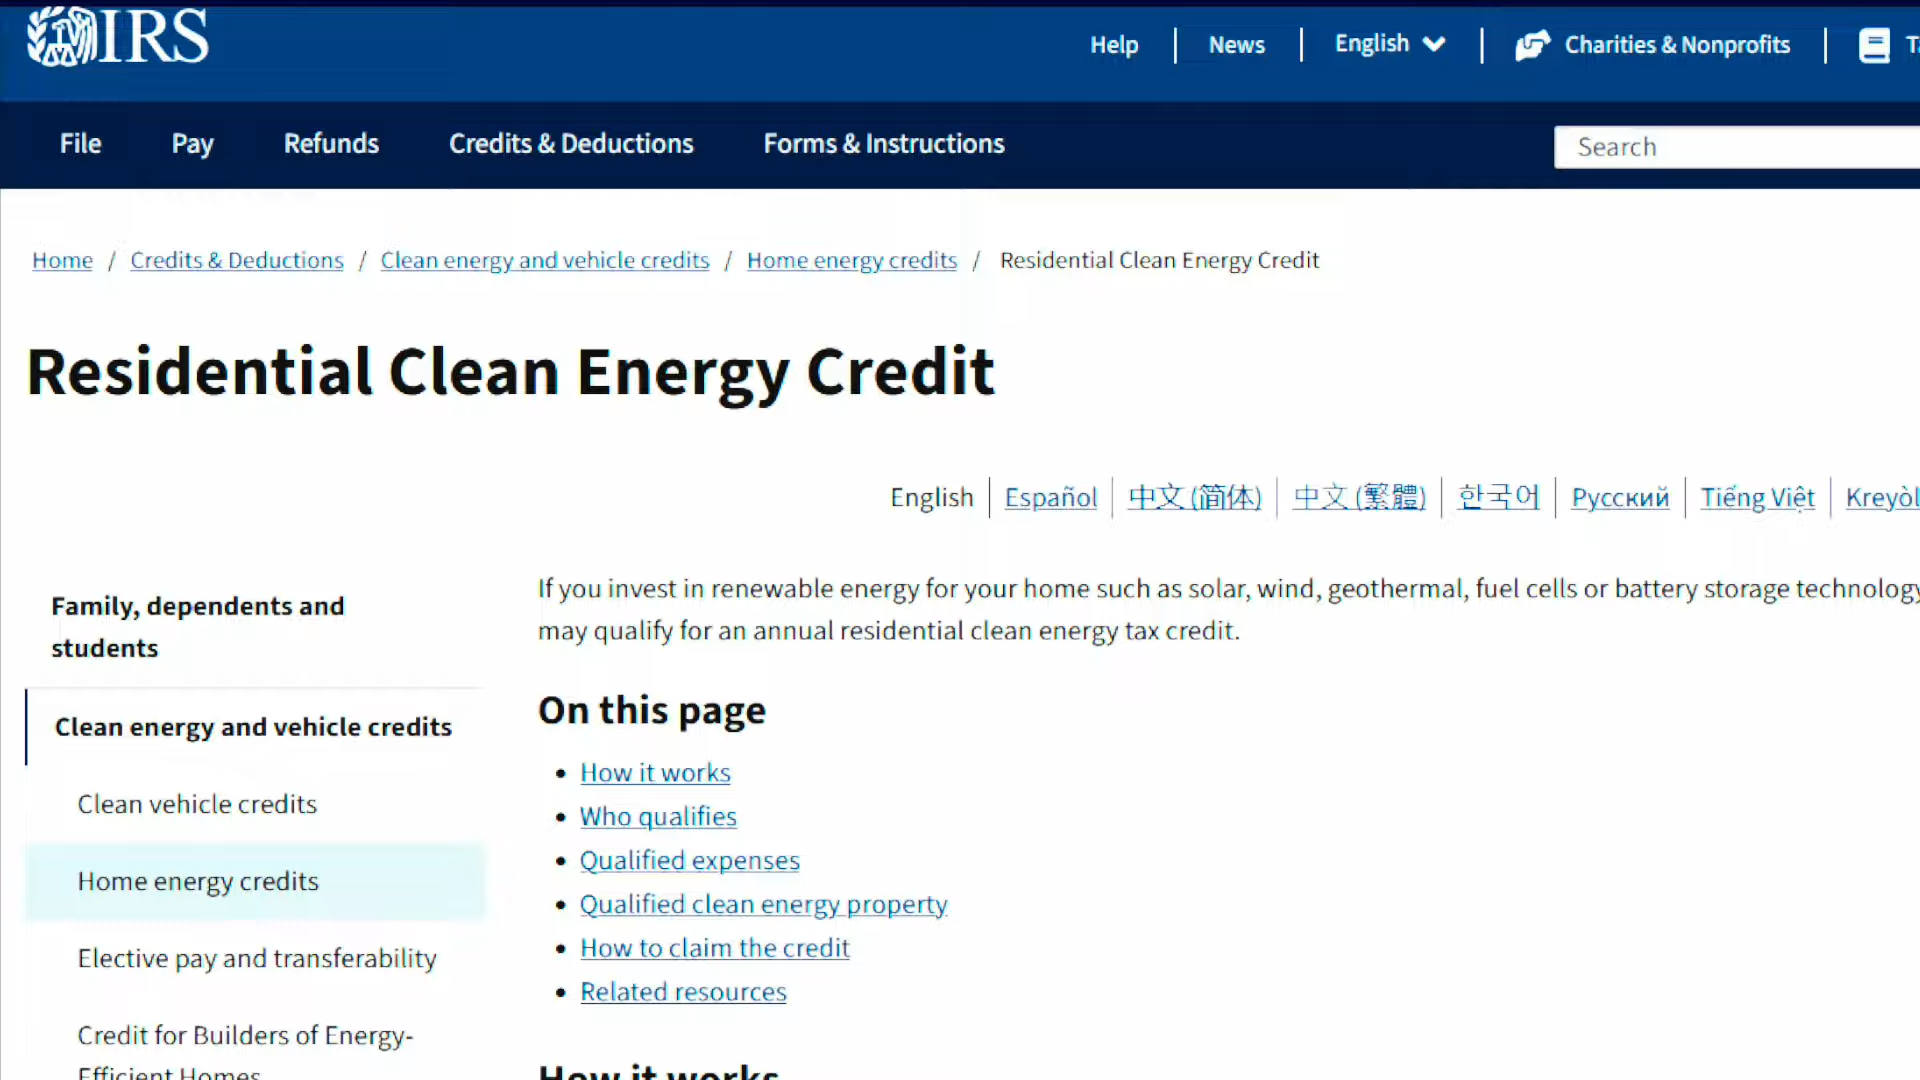 IRS
Help
News
English
Charities & Nonprofits
File
Pay
Refunds
Credits & Deductions
Forms & Instructions
Search
Home / Credits & Deductions / Clean energy and vehicle credits / Home energy credits / Residential Clean Energy Credit
Residential Clean Energy Credit
English
Español
中文 (简体)
中文 (繁體)
한국어
Русский
Tiếng Việt
Kreyòl
Family, dependents and
students
Clean energy and vehicle credits
Clean vehicle credits
Home energy credits
Elective pay and transferability
Credit for Builders of Energy-
Efficient Homes
If you invest in renewable energy for your home such as solar, wind, geothermal, fuel cells or battery storage technology
may qualify for an annual residential clean energy tax credit.
On this page
• How it works
• Who qualifies
• Qualified expenses
• Qualified clean energy property
• How to claim the credit
• Related resources
How it works